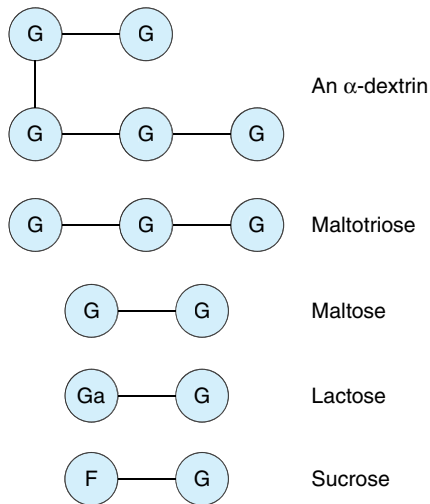 G G
An α-dextrin
G G G
G G G Maltotriose
G G Maltose
Ga G Lactose
F G Sucrose